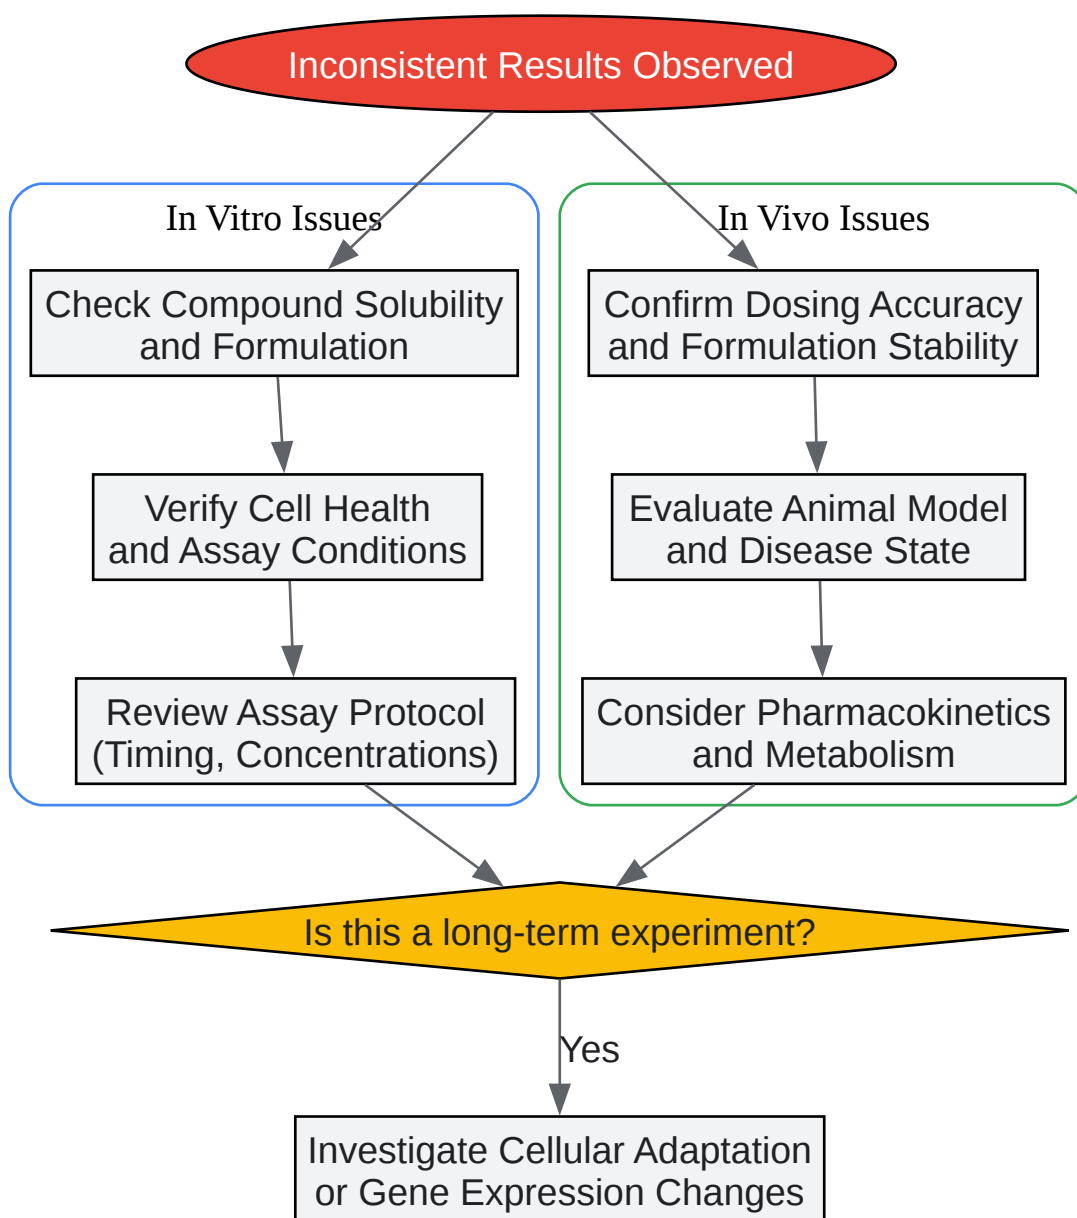 Inconsistent Results Observed
In Vitro Issues
Check Compound Solubility
and Formulation
Verify Cell Health
and Assay Conditions
Review Assay Protocol
(Timing, Concentrations)
In Vivo Issues
Confirm Dosing Accuracy
and Formulation Stability
Evaluate Animal Model
and Disease State
Consider Pharmacokinetics
and Metabolism
Is this a long-term experiment?
Yes
Investigate Cellular Adaptation
or Gene Expression Changes